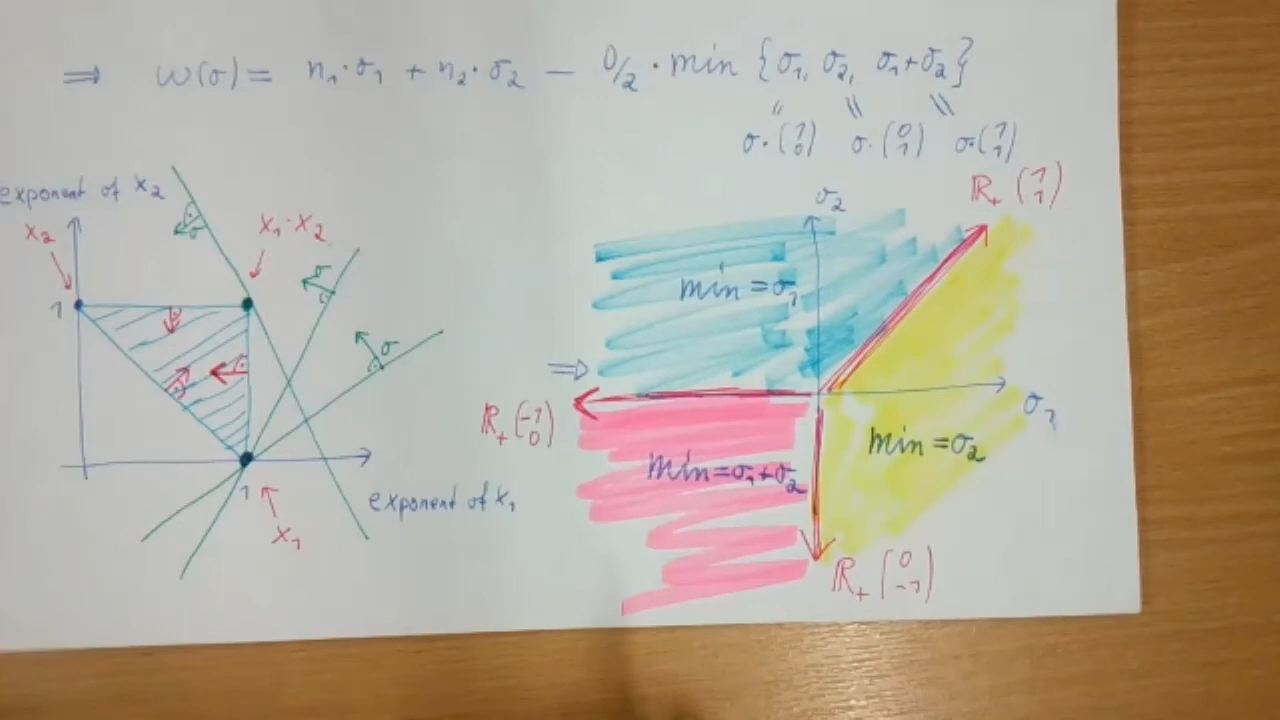 ⇒ ω(σ) = n₁·σ₁ + n₂·σ₂ − D/2 · min {σ₁, σ₂, σ₁+σ₂}
σ·(1 0) σ·(0 1) σ·(1 1)
exponent of x₂
x₂
x₁·x₂
σ
σ
σ
1
1
x₁
exponent of x₁
ℝ₊ (1 1)
σ₂
min = σ₁
⇒
σ₁
ℝ₊ (-1 0)
min = σ₂
min = σ₁+σ₂
ℝ₊ (0 -1)